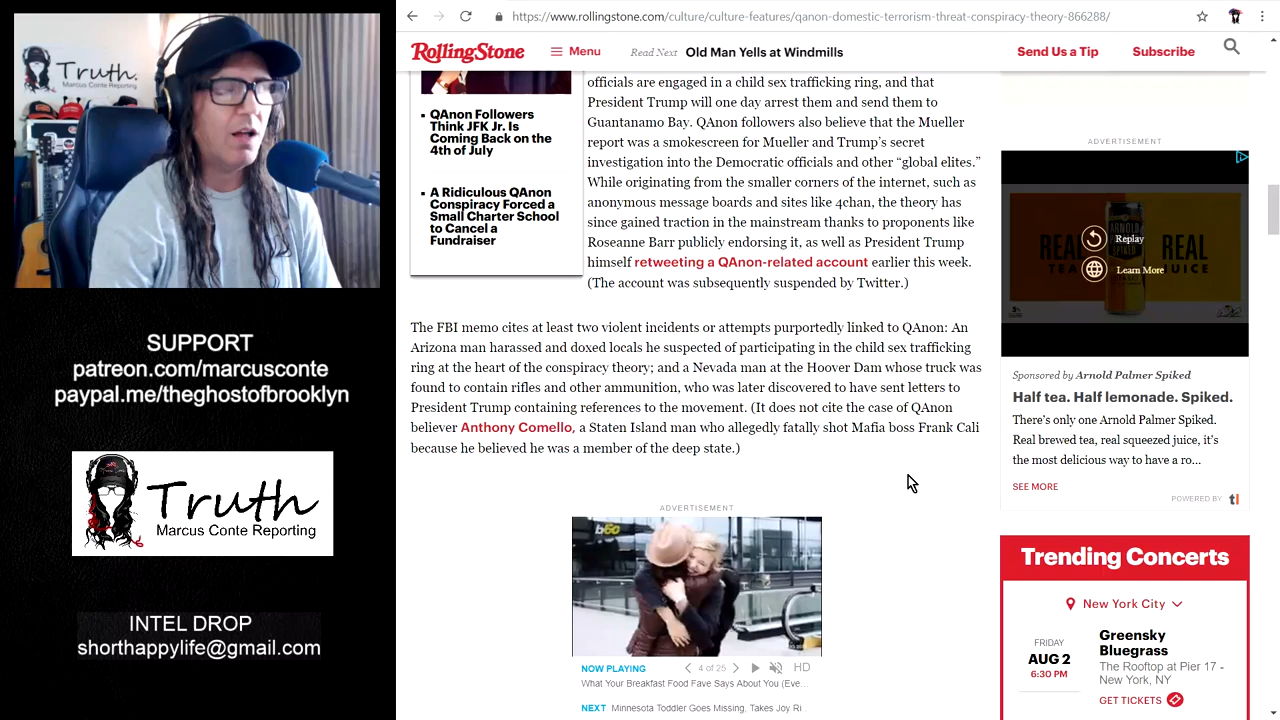 Truth.
Marcus Conte Reporting
SUPPORT
patreon.com/marcusconte
paypal.me/theghostofbrooklyn
Truth
Marcus Conte Reporting
INTEL DROP
shorthappylife@gmail.com
https://www.rollingstone.com/culture/culture-features/qanon-domestic-terrorism-threat-conspiracy-theory-866288/
RollingStone
Menu
Read Next Old Man Yells at Windmills
Send Us a Tip
Subscribe
QAnon Followers
Think JFK Jr. Is
Coming Back on the
4th of July
A Ridiculous QAnon
Conspiracy Forced a
Small Charter School
to Cancel a
Fundraiser
officials are engaged in a child sex trafficking ring, and that
President Trump will one day arrest them and send them to
Guantanamo Bay. QAnon followers also believe that the Mueller
report was a smokescreen for Mueller and Trump's secret
investigation into the Democratic officials and other “global elites.”
While originating from the smaller corners of the internet, such as
anonymous message boards and sites like 4chan, the theory has
since gained traction in the mainstream thanks to proponents like
Roseanne Barr publicly endorsing it, as well as President Trump
himself retweeting a QAnon-related account earlier this week.
(The account was subsequently suspended by Twitter.)
The FBI memo cites at least two violent incidents or attempts purportedly linked to QAnon: An
Arizona man harassed and doxed locals he suspected of participating in the child sex trafficking
ring at the heart of the conspiracy theory; and a Nevada man at the Hoover Dam whose truck was
found to contain rifles and other ammunition, who was later discovered to have sent letters to
President Trump containing references to the movement. (It does not cite the case of QAnon
believer Anthony Comello, a Staten Island man who allegedly fatally shot Mafia boss Frank Cali
because he believed he was a member of the deep state.)
ADVERTISEMENT
NOW PLAYING
4 of 25
HD
What Your Breakfast Food Fave Says About You (Eve...
NEXT Minnesota Toddler Goes Missing, Takes Joy Ri...
ADVERTISEMENT
REAL
TEA
ARNOLD
PALMER
SPIKED
REAL
JUICE
Replay
Learn More
Sponsored by Arnold Palmer Spiked
Half tea. Half lemonade. Spiked.
There's only one Arnold Palmer Spiked.
Real brewed tea, real squeezed juice, it's
the most delicious way to have a ro...
SEE MORE
POWERED BY
Trending Concerts
New York City
FRIDAY
AUG 2
6:30 PM
Greensky
Bluegrass
The Rooftop at Pier 17 -
New York, NY
GET TICKETS